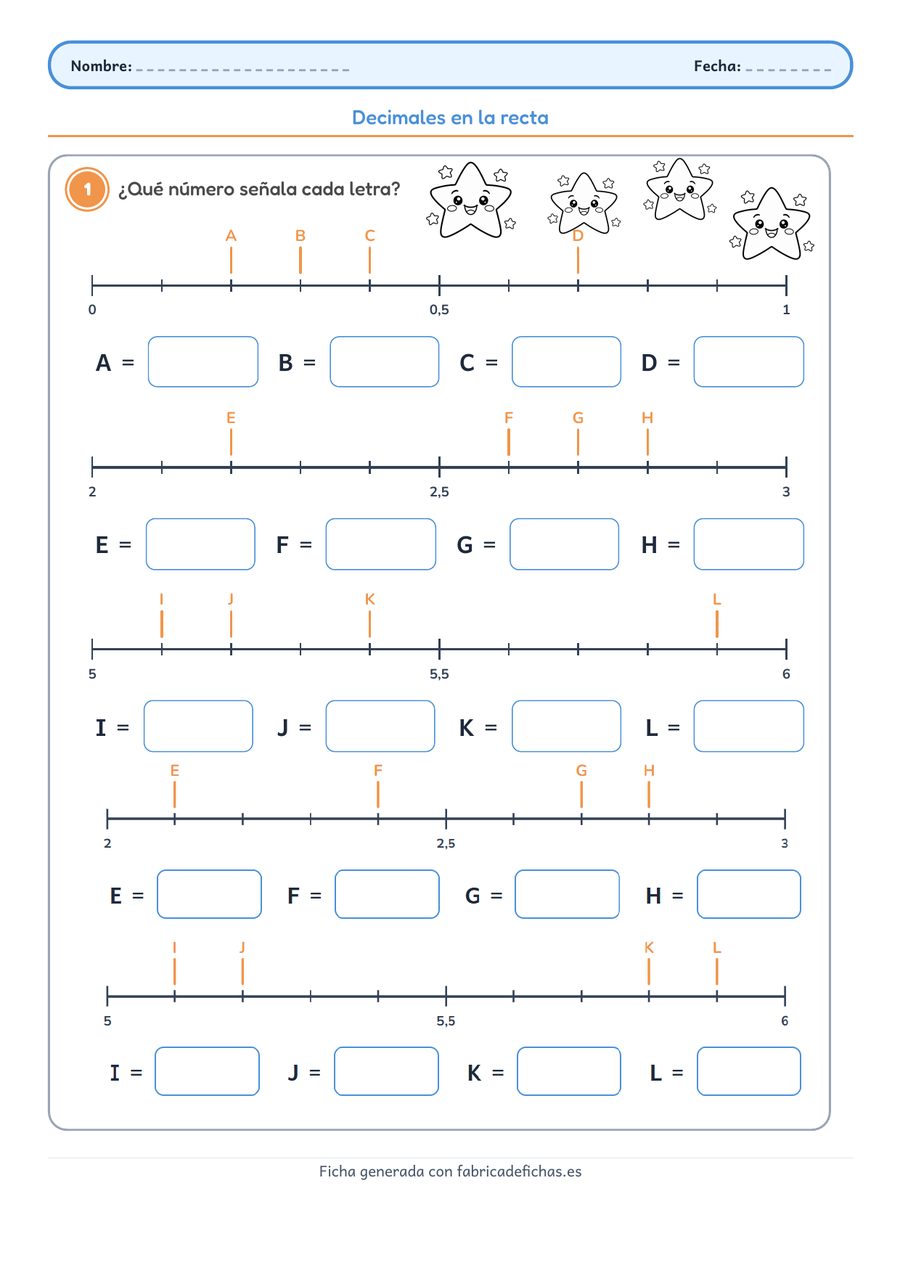 Nombre: _ _ _ _ _ _ _ _ _ _ _ _ _ _ _ _ _ _ _ _ Fecha: _ _ _ _ _ _ _ _
Decimales en la recta
1 ¿Qué número señala cada letra?
A B C D
0 0,5 1
A = B = C = D =
E F G H
2 2,5 3
E = F = G = H =
I J K L
5 5,5 6
I = J = K = L =
E F G H
2 2,5 3
E = F = G = H =
I J K L
5 5,5 6
I = J = K = L =
Ficha generada con fabricadefichas.es